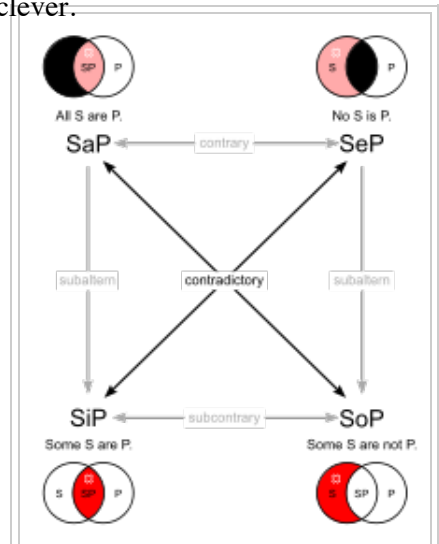 clever.
SP P
S P
All S are P. No S is P.
SaP contrary SeP
subaltern contradictory subaltern
SiP subcontrary SoP
Some S are P. Some S are not P.
S SP P
S SP P